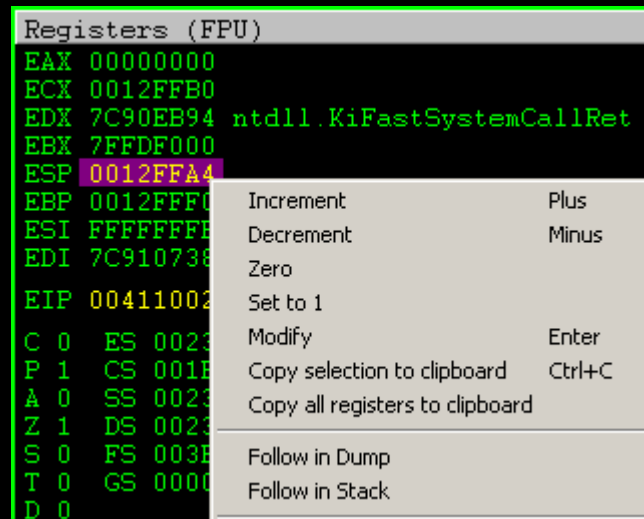 Registers (FPU)
EAX 00000000
ECX 0012FFB0
EDX 7C90EB94 ntdll.KiFastSystemCallRet
EBX 7FFDF000
ESP 0012FFA4
EBP 0012FFF0
ESI FFFFFFFF
EDI 7C910738
EIP 00411002
C 0 ES 0023
P 1 CS 001B
A 0 SS 0023
Z 1 DS 0023
S 0 FS 003B
T 0 GS 0000
D 0
Increment Plus
Decrement Minus
Zero
Set to 1
Modify Enter
Copy selection to clipboard Ctrl+C
Copy all registers to clipboard
Follow in Dump
Follow in Stack